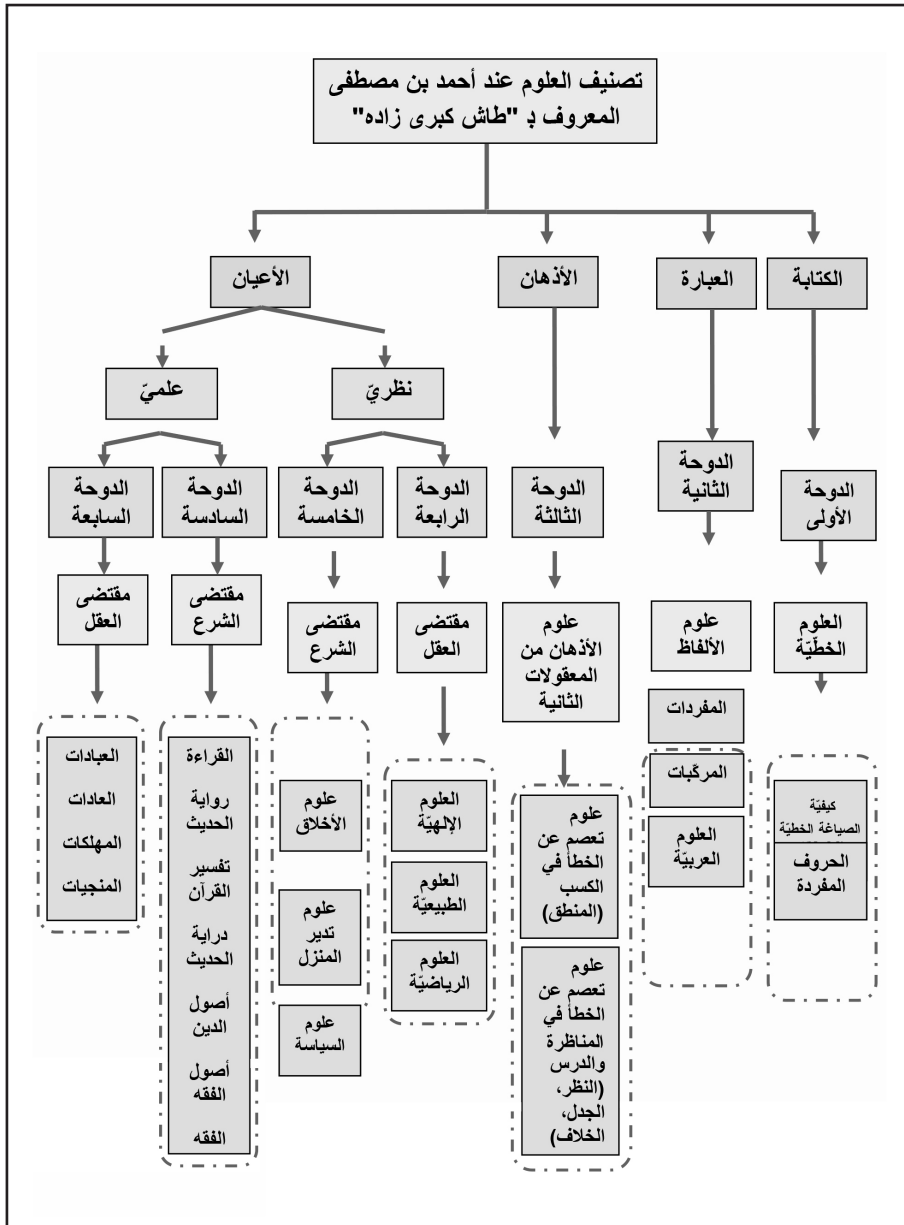 تصنيف العلوم عند أحمد بن مصطفى
المعروف بـ "طاش كبرى زاده"
الكتابة
العبارة
الأذهان
الأعيان
نظريّ
علميّ
الدوحة
الأولى
الدوحة
الثانية
الدوحة
الثالثة
الدوحة
الرابعة
الدوحة
الخامسة
الدوحة
السادسة
الدوحة
السابعة
العلوم
الخطّيّة
علوم
الألفاظ
علوم
الأذهان من
المعقولات
الثانية
مقتضى
العقل
مقتضى
الشرع
مقتضى
الشرع
مقتضى
العقل
كيفيّة
الصياغة الخطيّة
الحروف
المفردة
المفردات
المركّبات
العلوم
العربيّة
علوم
تعصم عن
الخطأ في
الكسب
(المنطق)
علوم
تعصم عن
الخطأ في
المناظرة
والدرس
(النظر،
الجدل،
الخلاف)
العلوم
الإلهيّة
العلوم
الطبيعيّة
العلوم
الرياضيّة
علوم
الأخلاق
علوم
تدير
المنزل
علوم
السياسة
القراءة
رواية
الحديث
تفسير
القرآن
دراية
الحديث
أصول
الدين
أصول
الفقه
الفقه
العبادات
العادات
المهلكات
المنجيات